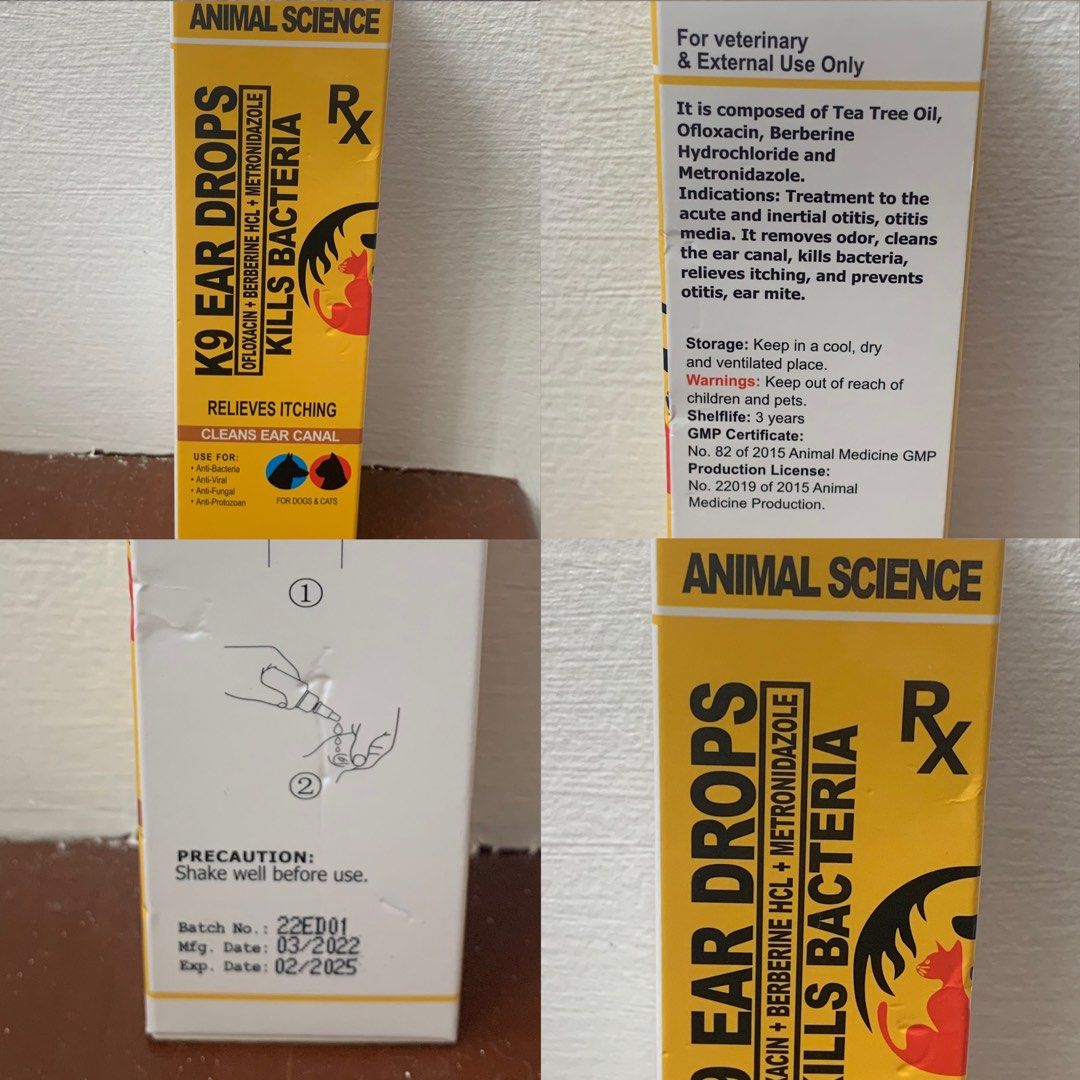 ANIMAL SCIENCE
Rx
K9 EAR DROPS
OFLOXACIN + BERBERINE HCL + METRONIDAZOLE
KILLS BACTERIA
RELIEVES ITCHING
CLEANS EAR CANAL
USE FOR:
• Anti-Bacteria
• Anti-Viral
• Anti-Fungal
• Anti-Protozoan
FOR DOGS & CATS
For veterinary
& External Use Only
It is composed of Tea Tree Oil,
Ofloxacin, Berberine
Hydrochloride and
Metronidazole.
Indications: Treatment to the
acute and inertial otitis, otitis
media. It removes odor, cleans
the ear canal, kills bacteria,
relieves itching, and prevents
otitis, ear mite.
Storage: Keep in a cool, dry
and ventilated place.
Warnings: Keep out of reach of
children and pets.
Shelflife: 3 years
GMP Certificate:
No. 82 of 2015 Animal Medicine GMP
Production License:
No. 22019 of 2015 Animal
Medicine Production.
①
②
PRECAUTION:
Shake well before use.
Batch No.: 22ED01
Mfg. Date: 03/2022
Exp. Date: 02/2025
ANIMAL SCIENCE
Rx
9 EAR DROPS
XACIN + BERBERINE HCL + METRONIDAZOLE
KILLS BACTERIA